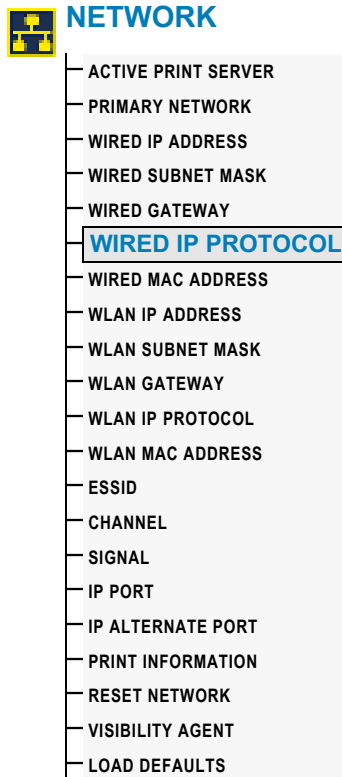 NETWORK
ACTIVE PRINT SERVER
PRIMARY NETWORK
WIRED IP ADDRESS
WIRED SUBNET MASK
WIRED GATEWAY
WIRED IP PROTOCOL
WIRED MAC ADDRESS
WLAN IP ADDRESS
WLAN SUBNET MASK
WLAN GATEWAY
WLAN IP PROTOCOL
WLAN MAC ADDRESS
ESSID
CHANNEL
SIGNAL
IP PORT
IP ALTERNATE PORT
PRINT INFORMATION
RESET NETWORK
VISIBILITY AGENT
LOAD DEFAULTS